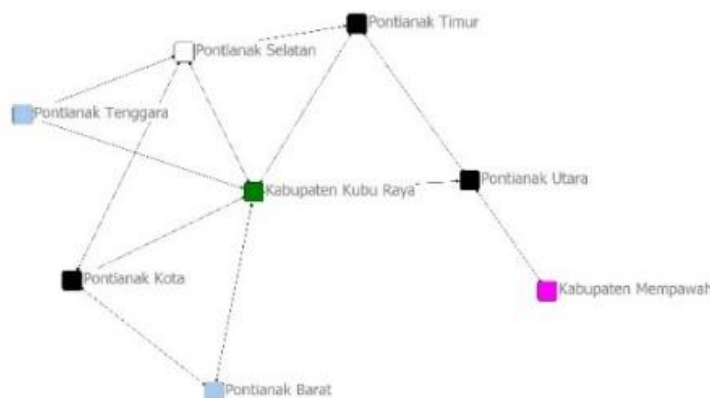 Pontianak Timur
Pontianak Selatan
Pontianak Tenggara
Pontianak Utara
Kabupaten Kubu Raya
Pontianak Kota
Kabupaten Mempawah
Pontianak Barat